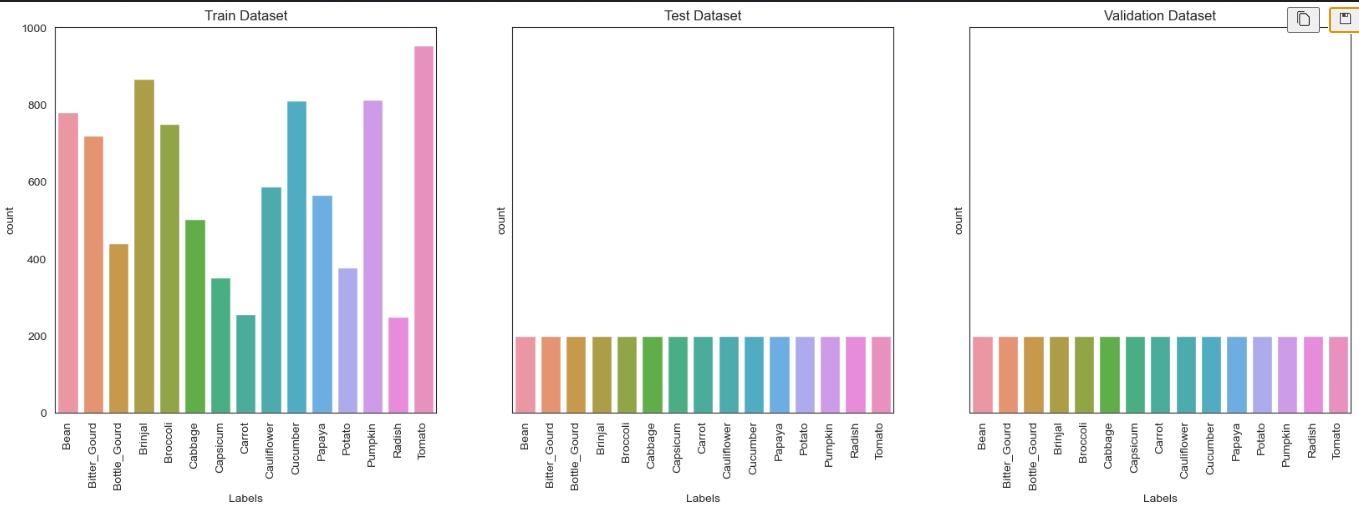 Train Dataset
Test Dataset
Validation Dataset
1000
800
600
400
200
0
count
count
count
Bean
Bitter_Gourd
Bottle_Gourd
Brinjal
Broccoli
Cabbage
Capsicum
Carrot
Cauliflower
Cucumber
Papaya
Potato
Pumpkin
Radish
Tomato
Bean
Bitter_Gourd
Bottle_Gourd
Brinjal
Broccoli
Cabbage
Capsicum
Carrot
Cauliflower
Cucumber
Papaya
Potato
Pumpkin
Radish
Tomato
Bean
Bitter_Gourd
Bottle_Gourd
Brinjal
Broccoli
Cabbage
Capsicum
Carrot
Cauliflower
Cucumber
Papaya
Potato
Pumpkin
Radish
Tomato
Labels
Labels
Labels